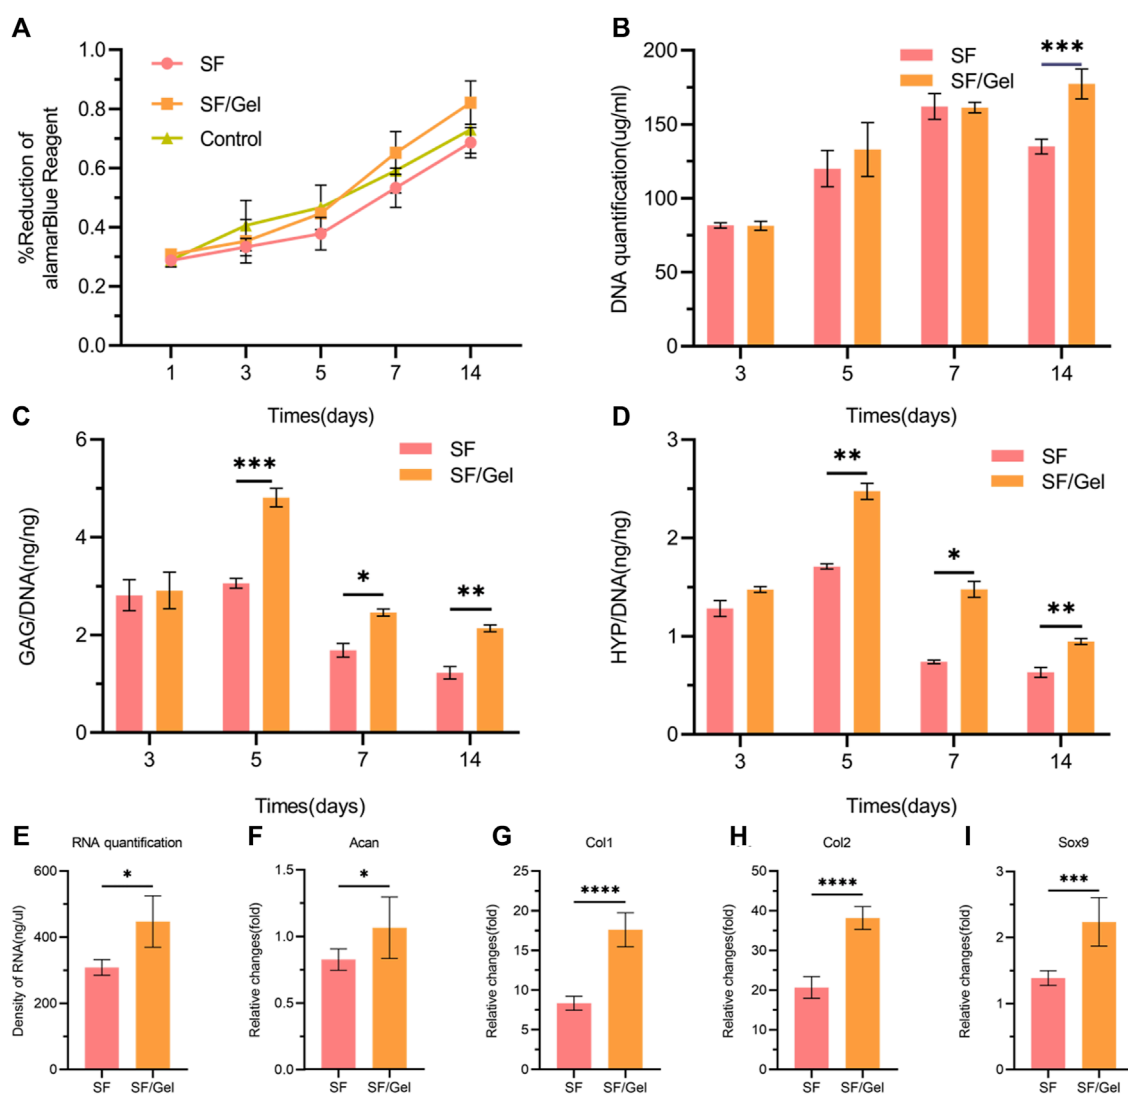 A
%Reduction of
alamarBlue Reagent
1.0
0.8
0.6
0.4
0.2
0.0
SF
SF/Gel
Control
1 3 5 7 14
Times(days)
B
DNA quantification(ug/ml)
200
150
100
50
0
SF
SF/Gel
***
3 5 7 14
Times(days)
C
GAG/DNA(ng/ng)
6
4
2
0
SF
SF/Gel
***
*
**
3 5 7 14
Times(days)
D
HYP/DNA(ng/ng)
3
2
1
0
SF
SF/Gel
**
*
**
3 5 7 14
Times(days)
E
RNA quantification
Density of RNA(ng/ul)
600
400
200
0
*
SF SF/Gel
F
Acan
Relative changes(fold)
1.5
1.0
0.5
0.0
*
SF SF/Gel
G
Col1
Relative changes(fold)
25
20
15
10
5
0
****
SF SF/Gel
H
Col2
Relative changes(fold)
50
40
30
20
10
0
****
SF SF/Gel
I
Sox9
Relative changes(fold)
3
2
1
0
***
SF SF/Gel